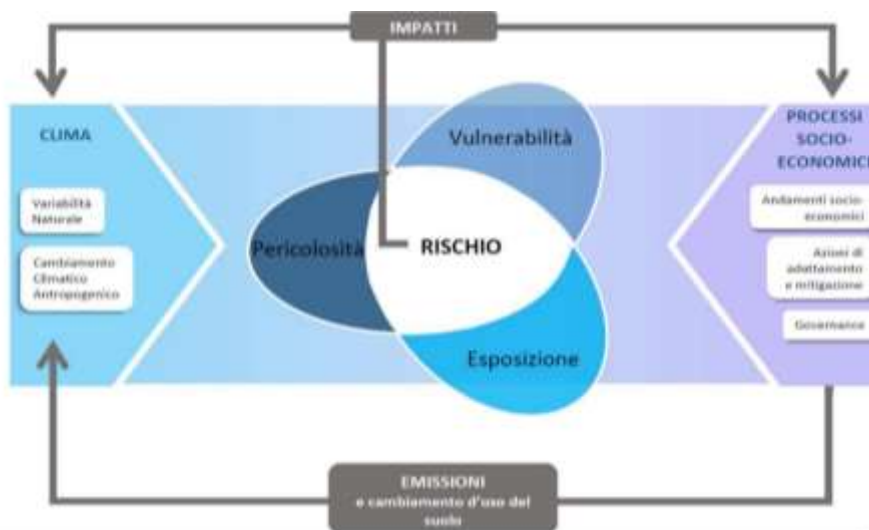 IMPATTI
CLIMA
Variabilità
Naturale
Cambiamento
Climatico
Antropogenico
Vulnerabilità
Pericolosità
RISCHIO
Esposizione
PROCESSI
SOCIO-
ECONOMICI
Andamenti socio-
economici
Azioni di
adattamento
e mitigazione
Governance
EMISSIONI
e cambiamento d'uso del
suolo